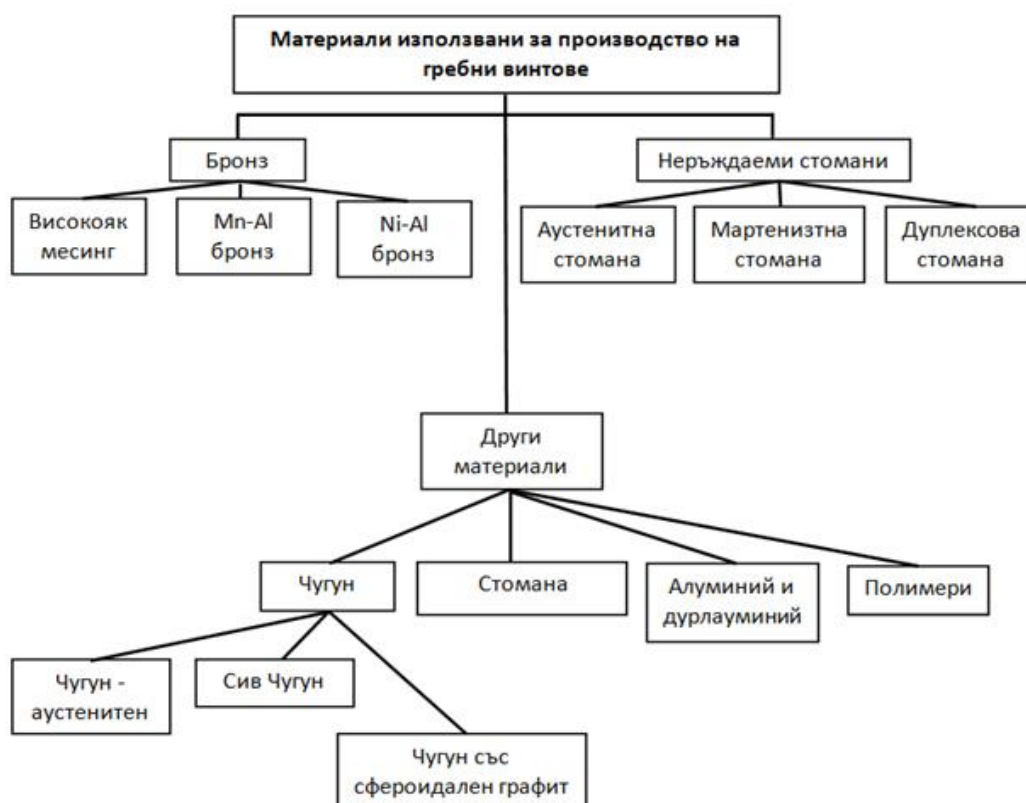 Материали използвани за производство на
гребни винтове
Бронз
Неръждаеми стомани
Високояк
месинг
Mn-Al
бронз
Ni-Al
бронз
Аустенитна
стомана
Мартенизтна
стомана
Дуплексова
стомана
Други
материали
Чугун
Стомана
Алуминий и
дурлауминий
Полимери
Чугун -
аустенитен
Сив Чугун
Чугун със
сфероидален графит